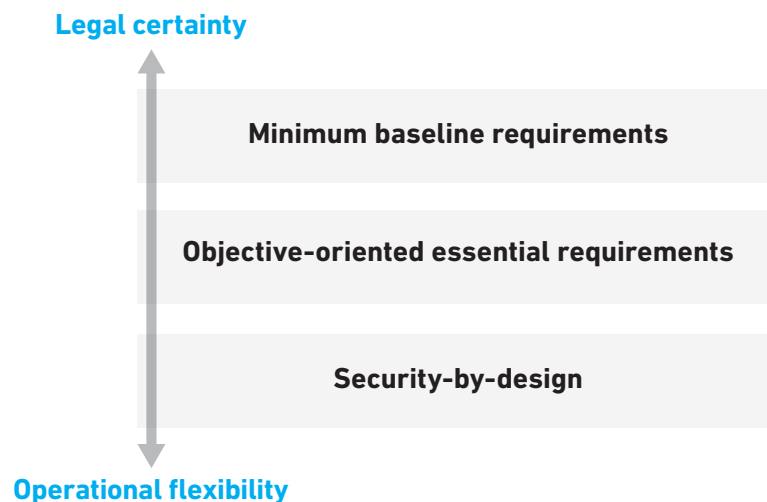 Legal certainty
Minimum baseline requirements
Objective-oriented essential requirements
Security-by-design
Operational flexibility